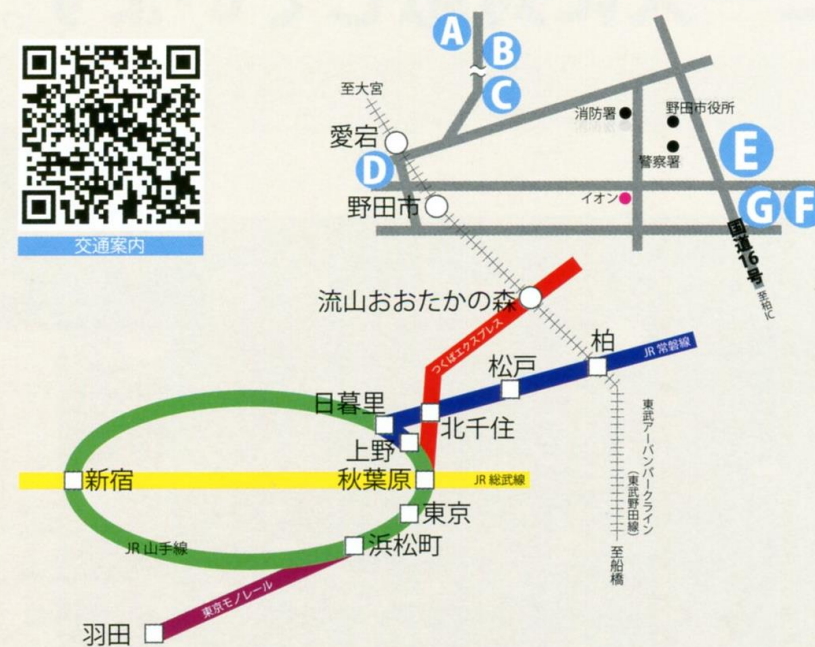 A
B
C
至大宮
愛宕
消防署
野田市役所
警察署
D
E
野田市
イオン
G
F
国道16号
至柏IC
交通案内
流山おおたかの森
つくばエクスプレス
柏
JR 常磐線
松戸
日暮里
北千住
上野
東武アーバンパークライン
(東武野田線)
新宿
秋葉原
JR 総武線
東京
JR 山手線
浜松町
至船橋
東京モノレール
羽田